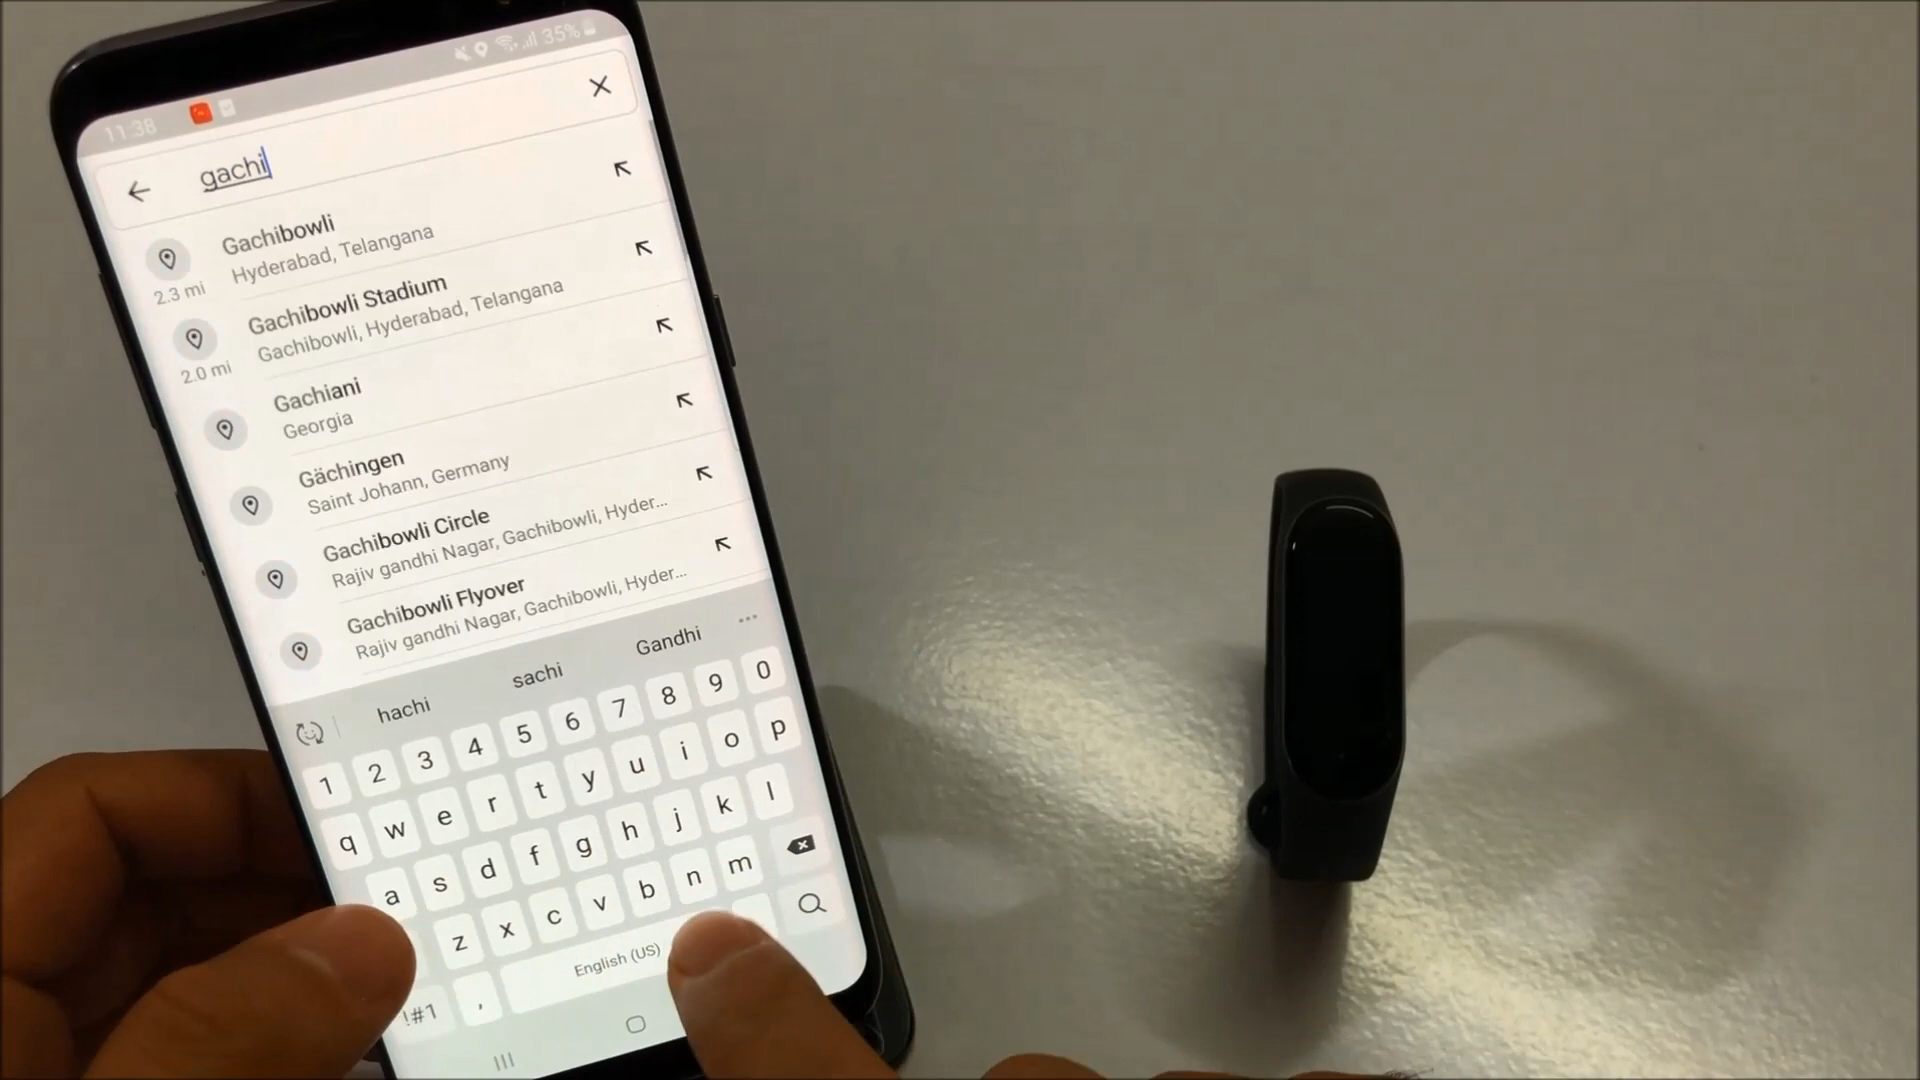 11:38
35%
gachi
Gachibowli
Hyderabad, Telangana
2.3 mi
Gachibowli Stadium
Gachibowli, Hyderabad, Telangana
2.0 mi
Gachiani
Georgia
Gächingen
Saint Johann, Germany
Gachibowli Circle
Rajiv gandhi Nagar, Gachibowli, Hyder...
Gachibowli Flyover
Rajiv gandhi Nagar, Gachibowli, Hyder...
hachi sachi Gandhi
1 2 3 4 5 6 7 8 9 0
q w e r t y u i o p
a s d f g h j k l
z x c v b n m
!#1 , English (US)